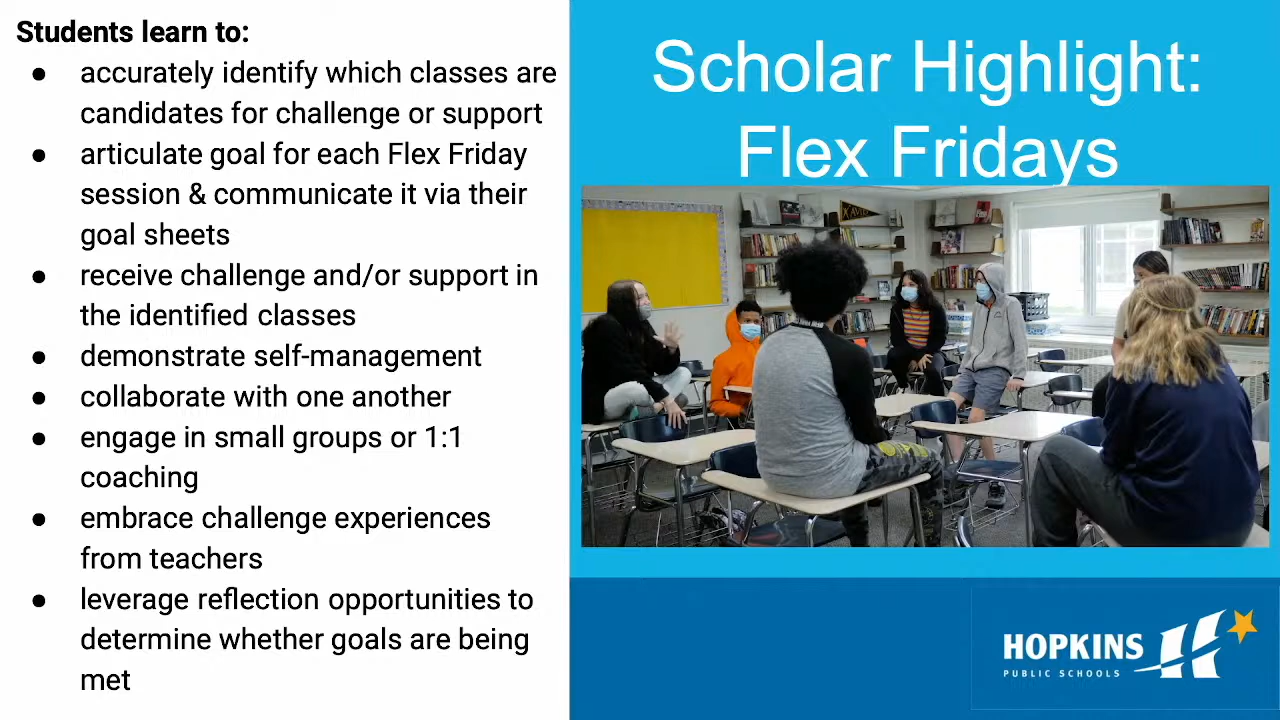 Students learn to:
● accurately identify which classes are
candidates for challenge or support
● articulate goal for each Flex Friday
session & communicate it via their
goal sheets
● receive challenge and/or support in
the identified classes
● demonstrate self-management
● collaborate with one another
● engage in small groups or 1:1
coaching
● embrace challenge experiences
from teachers
● leverage reflection opportunities to
determine whether goals are being
met
Scholar Highlight:
Flex Fridays
XAVIER
HOPKINS
PUBLIC SCHOOLS